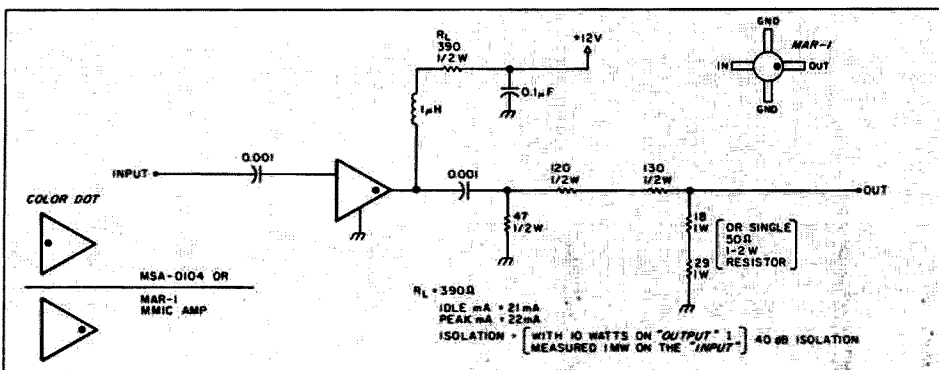 GND
MAR-1
IN
OUT
GND
RL
390
1/2W
+12V
0.1µF
1µH
INPUT
0.001
0.001
120
1/2W
130
1/2W
OUT
47
1/2W
18
1W
29
1W
OR SINGLE
50Ω
1-2W
RESISTOR
COLOR DOT
MSA-0104 OR
MAR-1
MMIC AMP
RL = 390Ω
IDLE mA = 21mA
PEAK mA = 22mA
ISOLATION = [WITH 10 WATTS ON "OUTPUT" I
MEASURED 1MW ON THE "INPUT"] 40 dB ISOLATION